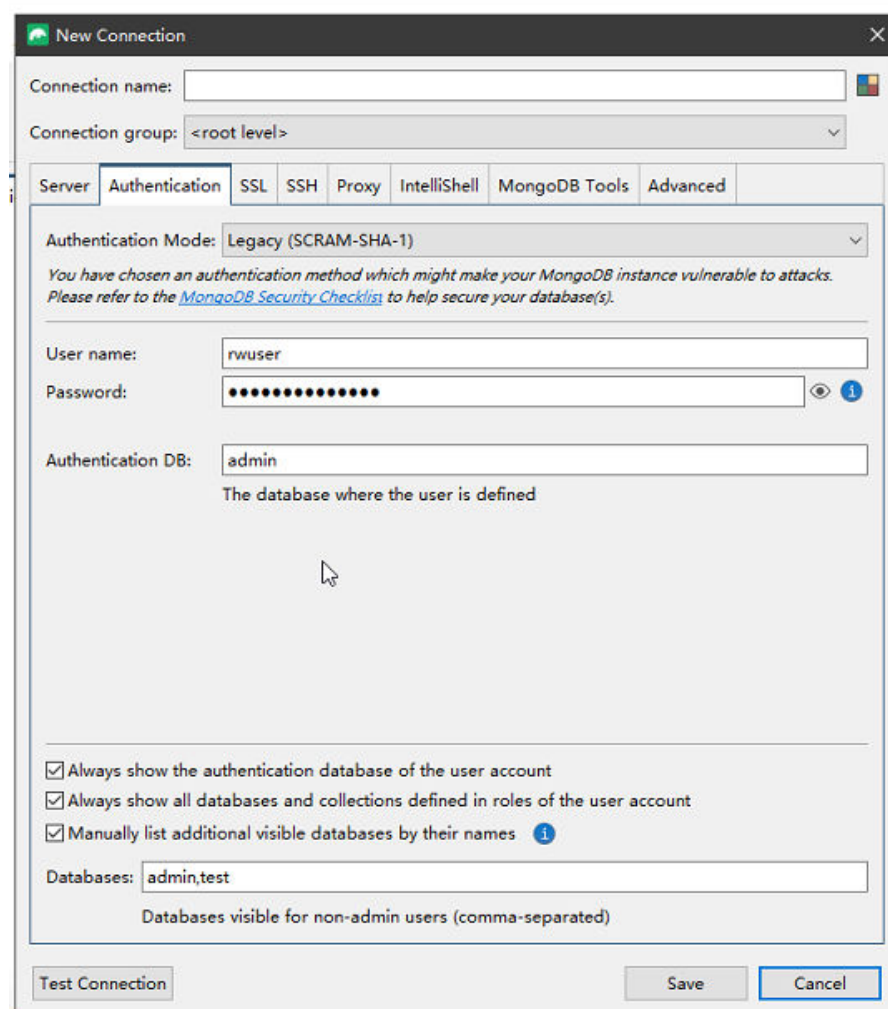 New Connection
Connection name:
Connection group: <root level>
Server Authentication SSL SSH Proxy IntelliShell MongoDB Tools Advanced
Authentication Mode: Legacy (SCRAM-SHA-1)
You have chosen an authentication method which might make your MongoDB instance vulnerable to attacks.
Please refer to the MongoDB Security Checklist to help secure your database(s).
User name: rwuser
Password: ●●●●●●●●●●●●●●
Authentication DB: admin
The database where the user is defined
Always show the authentication database of the user account
Always show all databases and collections defined in roles of the user account
Manually list additional visible databases by their names
Databases: admin,test
Databases visible for non-admin users (comma-separated)
Test Connection Save Cancel